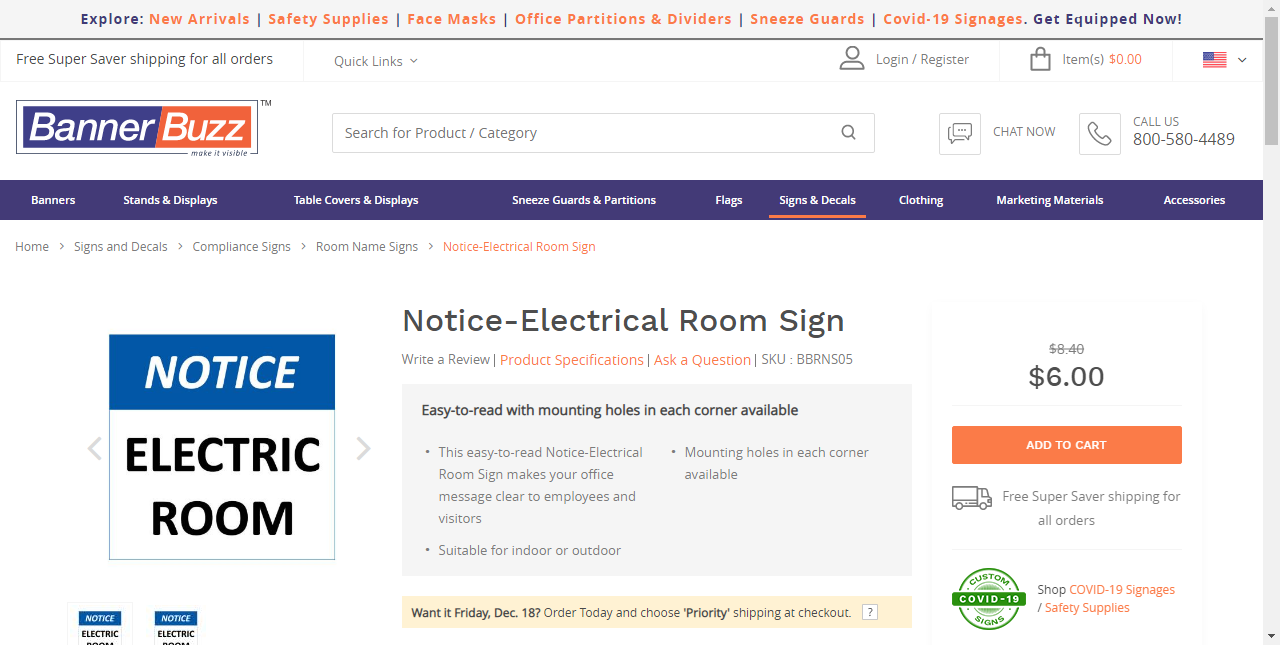 Explore: New Arrivals | Safety Supplies | Face Masks | Office Partitions & Dividers | Sneeze Guards | Covid-19 Signages. Get Equipped Now!
Free Super Saver shipping for all orders
Quick Links
Login / Register
Item(s) $0.00
BannerBuzz TM
make it visible
Search for Product / Category
CHAT NOW
CALL US
800-580-4489
Banners Stands & Displays Table Covers & Displays Sneeze Guards & Partitions Flags Signs & Decals Clothing Marketing Materials Accessories
Home > Signs and Decals > Compliance Signs > Room Name Signs > Notice-Electrical Room Sign
NOTICE
ELECTRIC
ROOM
NOTICE
ELECTRIC
ROOM
NOTICE
ELECTRIC
ROOM
Notice-Electrical Room Sign
Write a Review | Product Specifications | Ask a Question | SKU : BBRNS05
Easy-to-read with mounting holes in each corner available
• This easy-to-read Notice-Electrical
Room Sign makes your office
message clear to employees and
visitors
• Suitable for indoor or outdoor
• Mounting holes in each corner
available
Want it Friday, Dec. 18? Order Today and choose 'Priority' shipping at checkout. ?
$8.40
$6.00
ADD TO CART
Free Super Saver shipping for
all orders
CUSTOM
COVID-19
SIGNS
Shop COVID-19 Signages
/ Safety Supplies